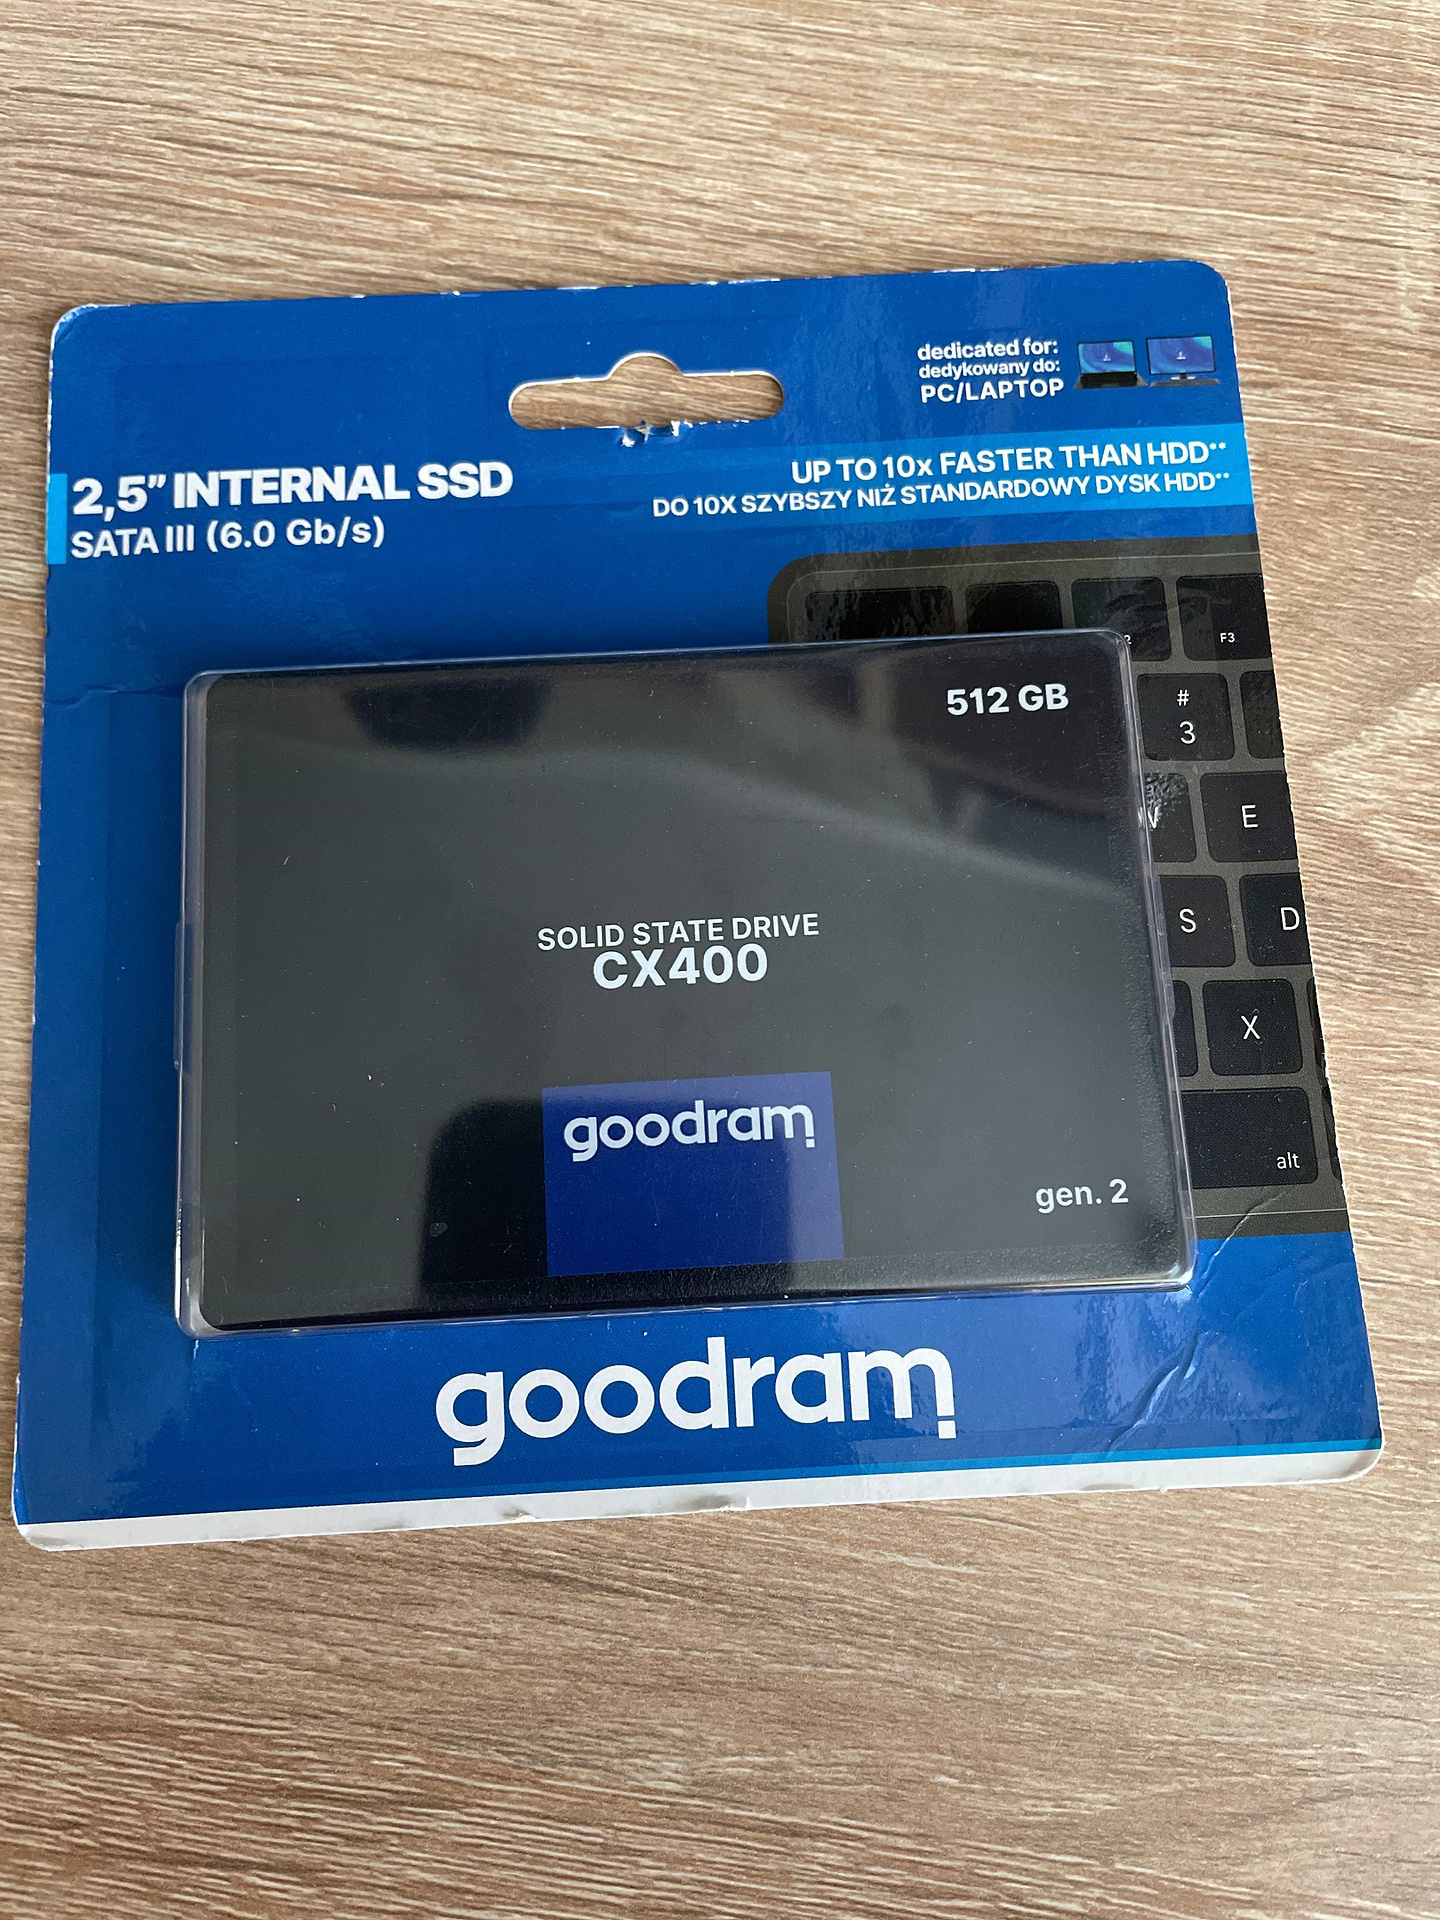 dedicated for:
dedykowany do:
PC/LAPTOP
2,5" INTERNAL SSD
SATA III (6.0 Gb/s)
UP TO 10x FASTER THAN HDD**
DO 10X SZYBSZY NIŻ STANDARDOWY DYSK HDD**
F3
512 GB
#
3
E
S
D
X
alt
SOLID STATE DRIVE
CX400
goodram
gen. 2
goodram